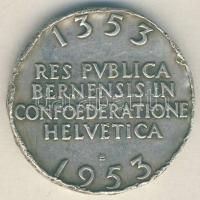 1353
RES PVBLICA
BERNENSIS IN
CONFOEDERATIONE
HELVETICA
B
1953